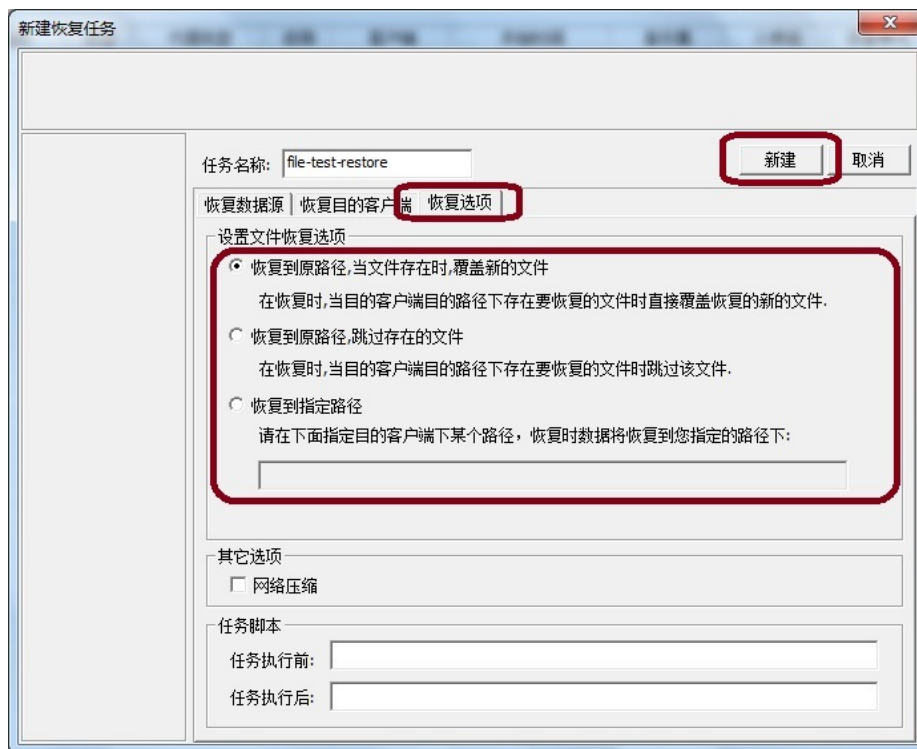 新建恢复任务
任务名称: file-test-restore 新建 取消
恢复数据源 恢复目的客户端 恢复选项
设置文件恢复选项
恢复到原路径,当文件存在时,覆盖新的文件
在恢复时,当目的客户端目的路径下存在要恢复的文件时直接覆盖恢复的新的文件.
恢复到原路径,跳过存在的文件
在恢复时,当目的客户端目的路径下存在要恢复的文件时跳过该文件.
恢复到指定路径
请在下面指定目的客户端下某个路径，恢复时数据将恢复到您指定的路径下:
其它选项
网络压缩
任务脚本
任务执行前:
任务执行后: